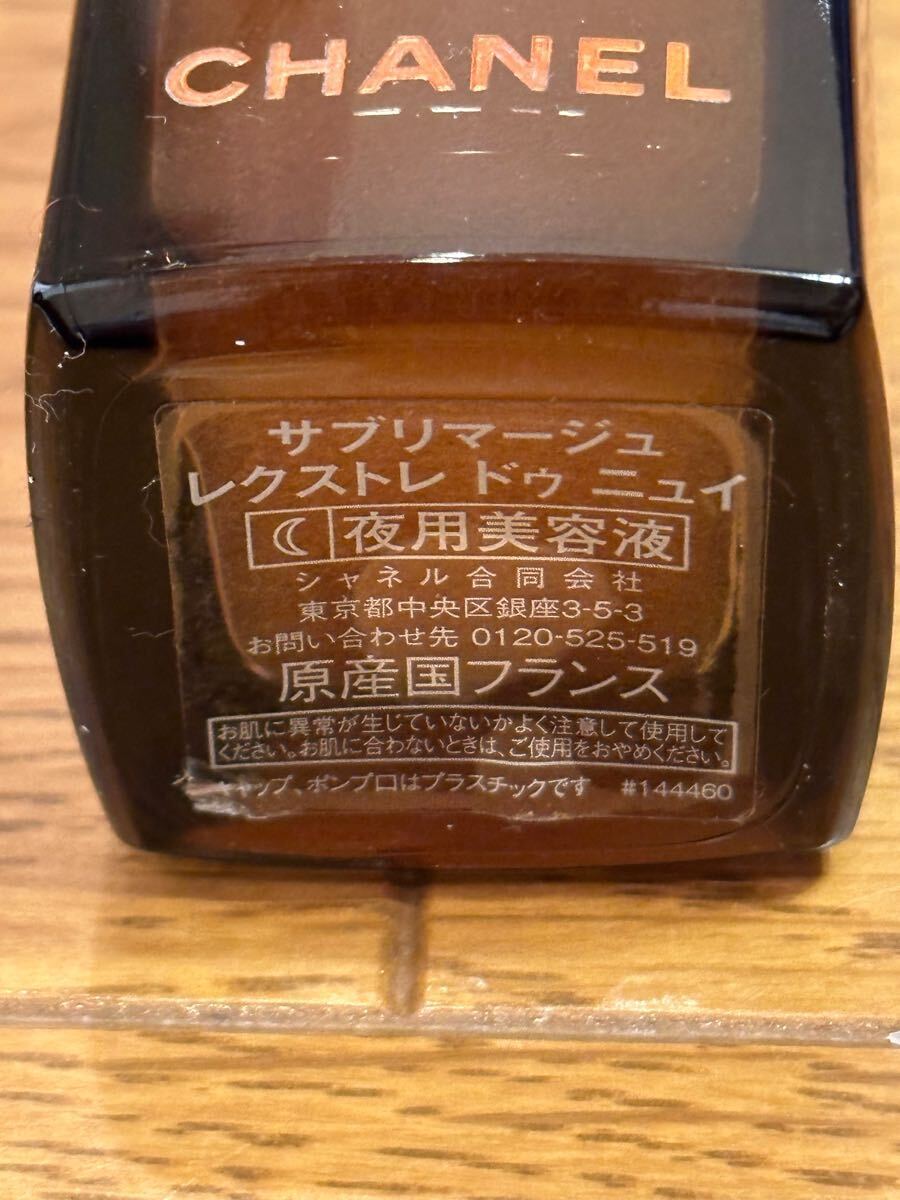 CHANEL
サブリマージュ
レクストレ ドゥ ニュイ
夜用美容液
シャネル合同会社
東京都中央区銀座3-5-3
お問い合わせ先 0120-525-519
原産国フランス
お肌に異常が生じていないかよく注意して使用して
ください。お肌に合わないときは、ご使用をおやめください。
キャップ、ポンプ口はプラスチックです #144460